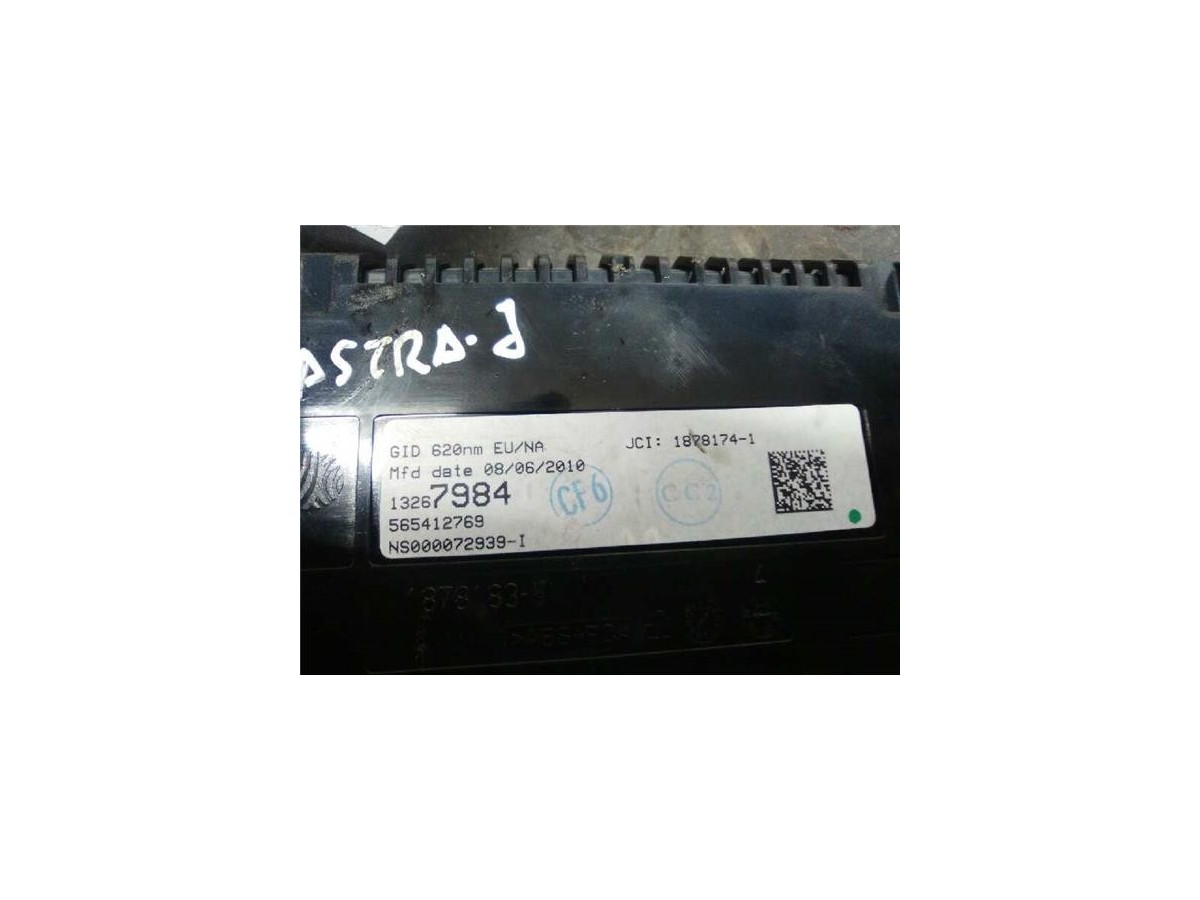 ASTRA-J
GID 620nm EU/NA JCI: 1878174-1
Mfd date 08/06/2010
13267984 CF6 CC2
565412769
NS000072939-I